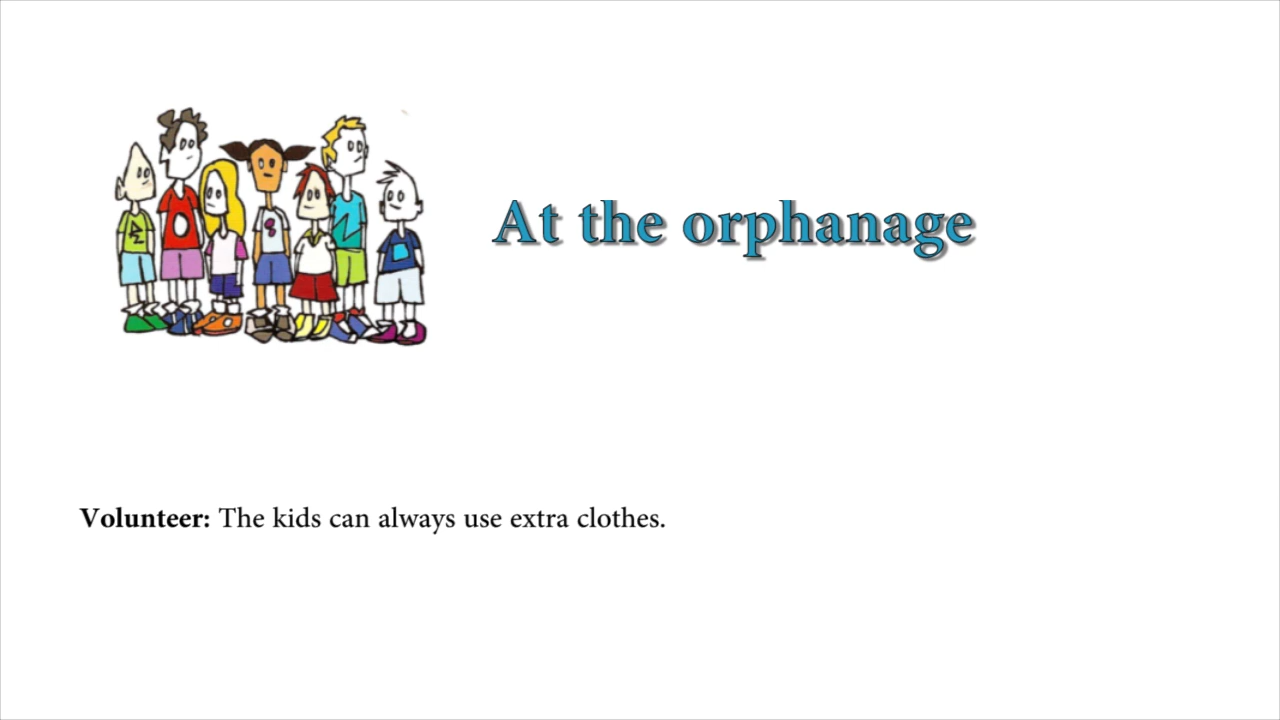 At the orphanage
Volunteer: The kids can always use extra clothes.